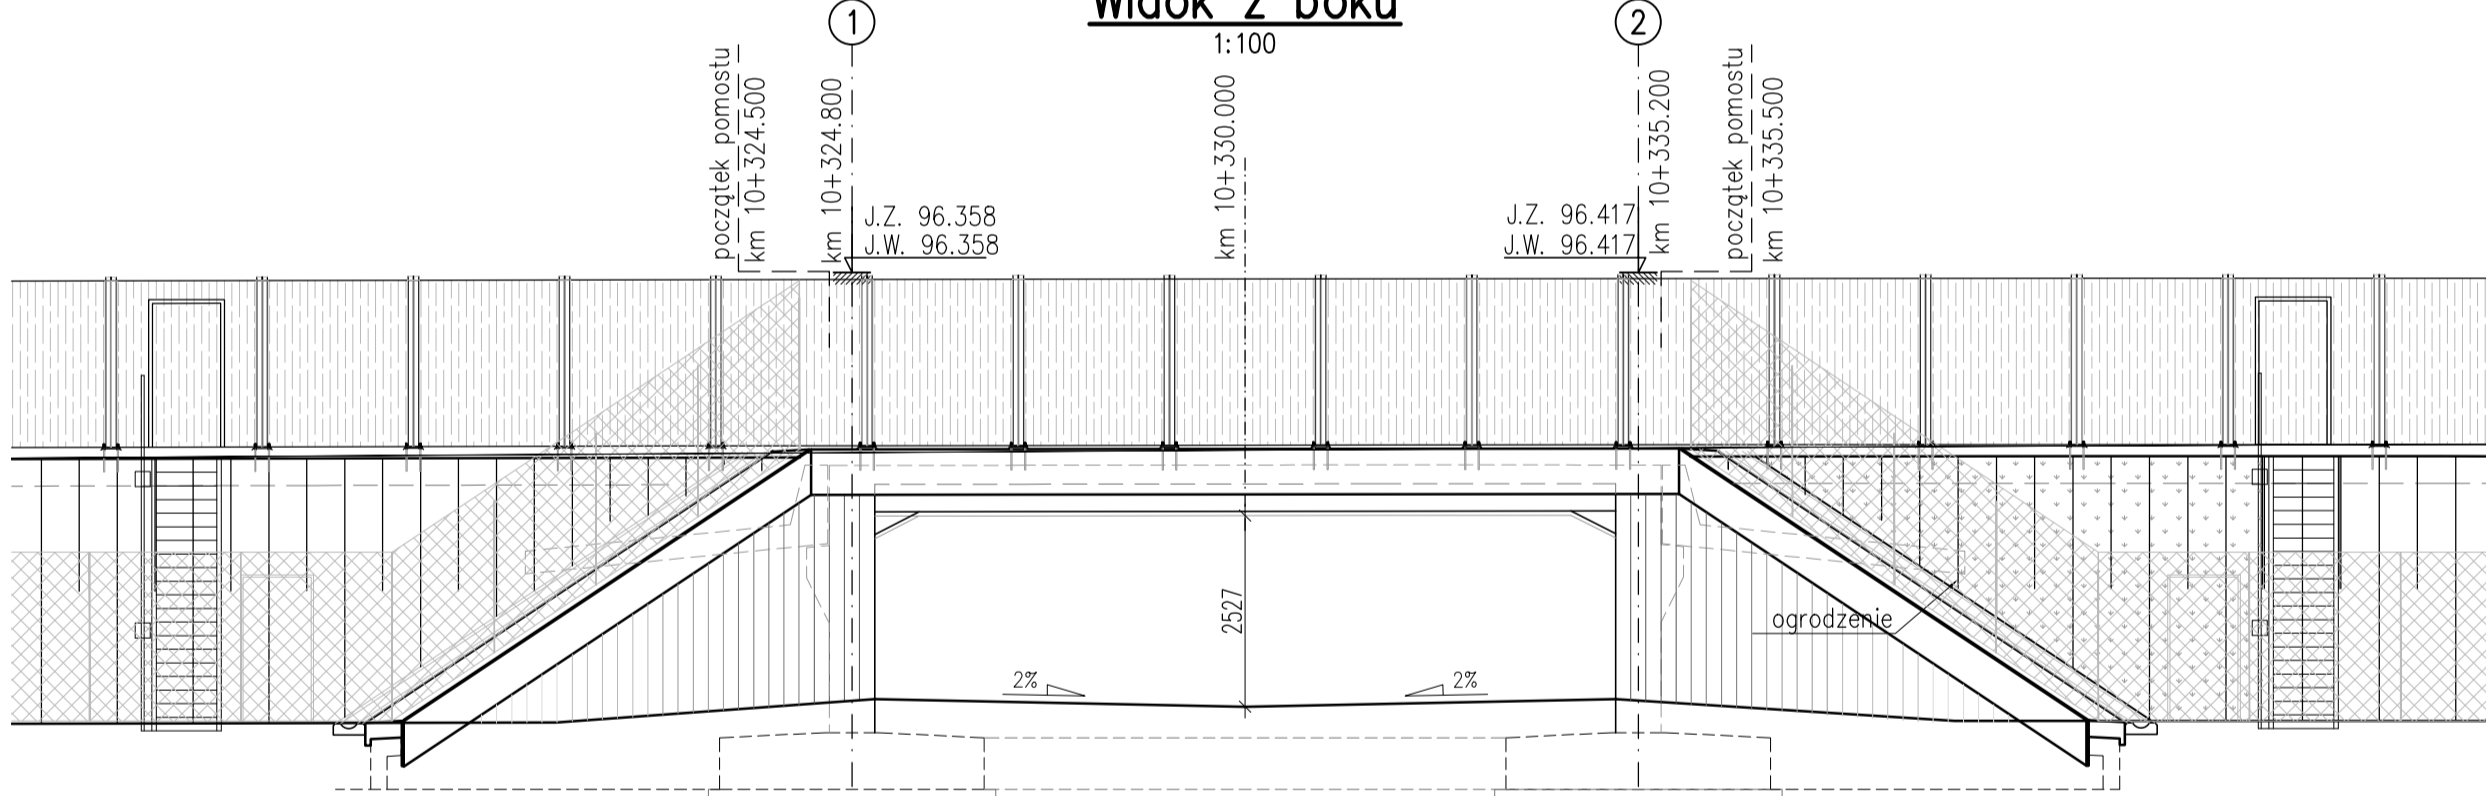 Widok z boku
1:100
1
2
początek pomostu
km 10+324.500
km 10+324.800
km 10+330.000
km 10+335.200
początek pomostu
km 10+335.500
J.Z. 96.358
J.W. 96.358
J.Z. 96.417
J.W. 96.417
2527
ogrodzenie
2%
2%